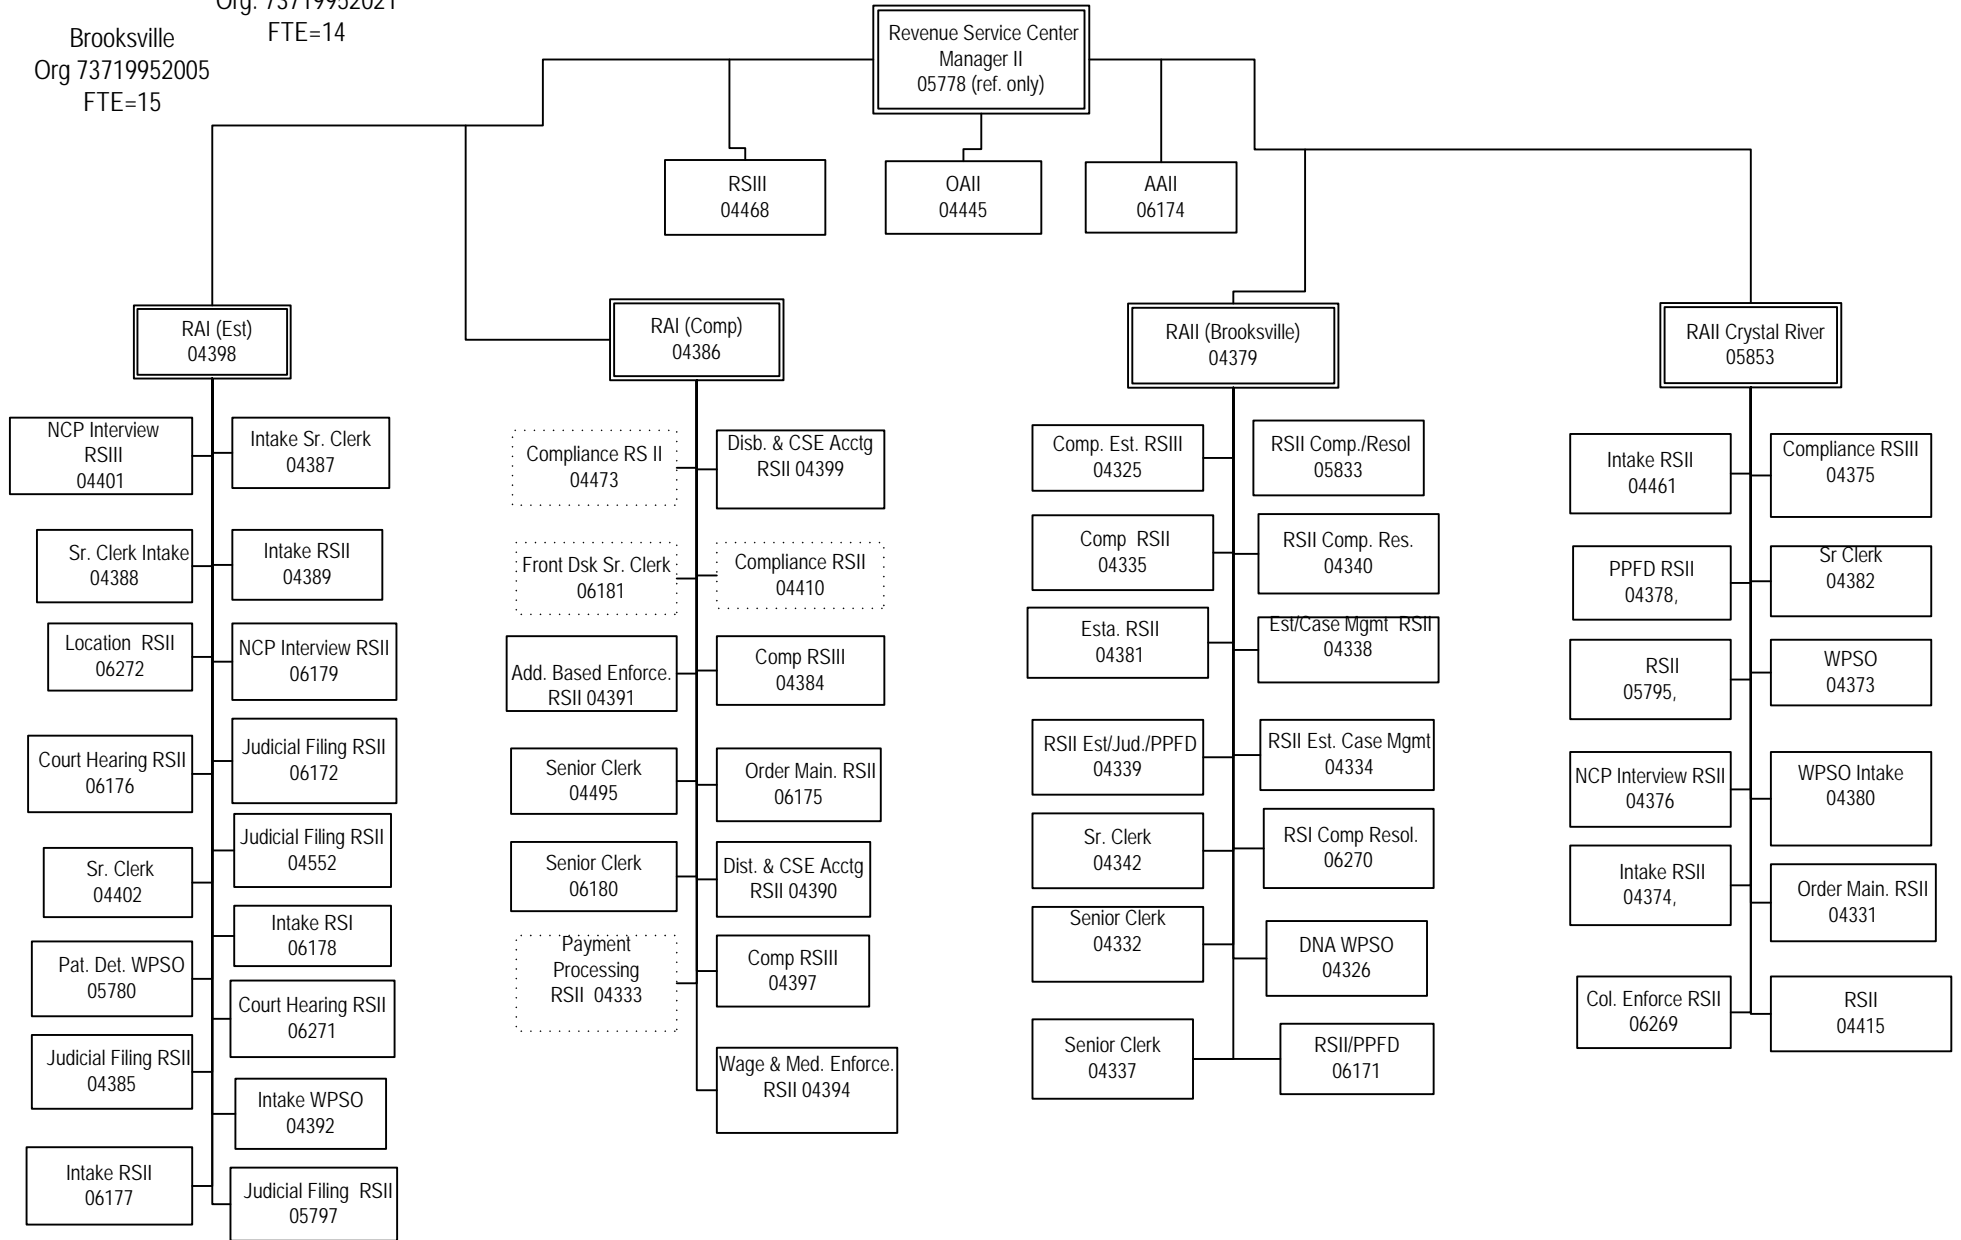 Org: 73719952021
FTE=14
Brooksville
Org 73719952005
FTE=15
Revenue Service Center
Manager II
05778 (ref. only)
RSIII
04468
OAII
04445
AAII
06174
RAI (Est)
04398
RAI (Comp)
04386
RAII (Brooksville)
04379
RAII Crystal River
05853
NCP Interview
RSIII
04401
Intake Sr. Clerk
04387
Sr. Clerk Intake
04388
Intake RSII
04389
Location RSII
06272
NCP Interview RSII
06179
Court Hearing RSII
06176
Judicial Filing RSII
06172
Judicial Filing RSII
04552
Sr. Clerk
04402
Intake RSI
06178
Pat. Det. WPSO
05780
Court Hearing RSII
06271
Judicial Filing RSII
04385
Intake WPSO
04392
Intake RSII
06177
Judicial Filing RSII
05797
Compliance RS II
04473
Disb. & CSE Acctg
RSII 04399
Front Dsk Sr. Clerk
06181
Compliance RSII
04410
Add. Based Enforce.
RSII 04391
Comp RSIII
04384
Senior Clerk
04495
Order Main. RSII
06175
Senior Clerk
06180
Dist. & CSE Acctg
RSII 04390
Payment
Processing
RSII 04333
Comp RSIII
04397
Wage & Med. Enforce.
RSII 04394
Comp. Est. RSIII
04325
RSII Comp./Resol
05833
Comp RSII
04335
RSII Comp. Res.
04340
Esta. RSII
04381
Est/Case Mgmt RSII
04338
RSII Est/Jud./PPFD
04339
RSII Est. Case Mgmt
04334
Sr. Clerk
04342
RSI Comp Resol.
06270
Senior Clerk
04332
DNA WPSO
04326
Senior Clerk
04337
RSII/PPFD
06171
Intake RSII
04461
Compliance RSIII
04375
PPFD RSII
04378,
Sr Clerk
04382
RSII
05795,
WPSO
04373
NCP Interview RSII
04376
WPSO Intake
04380
Intake RSII
04374,
Order Main. RSII
04331
Col. Enforce RSII
06269
RSII
04415